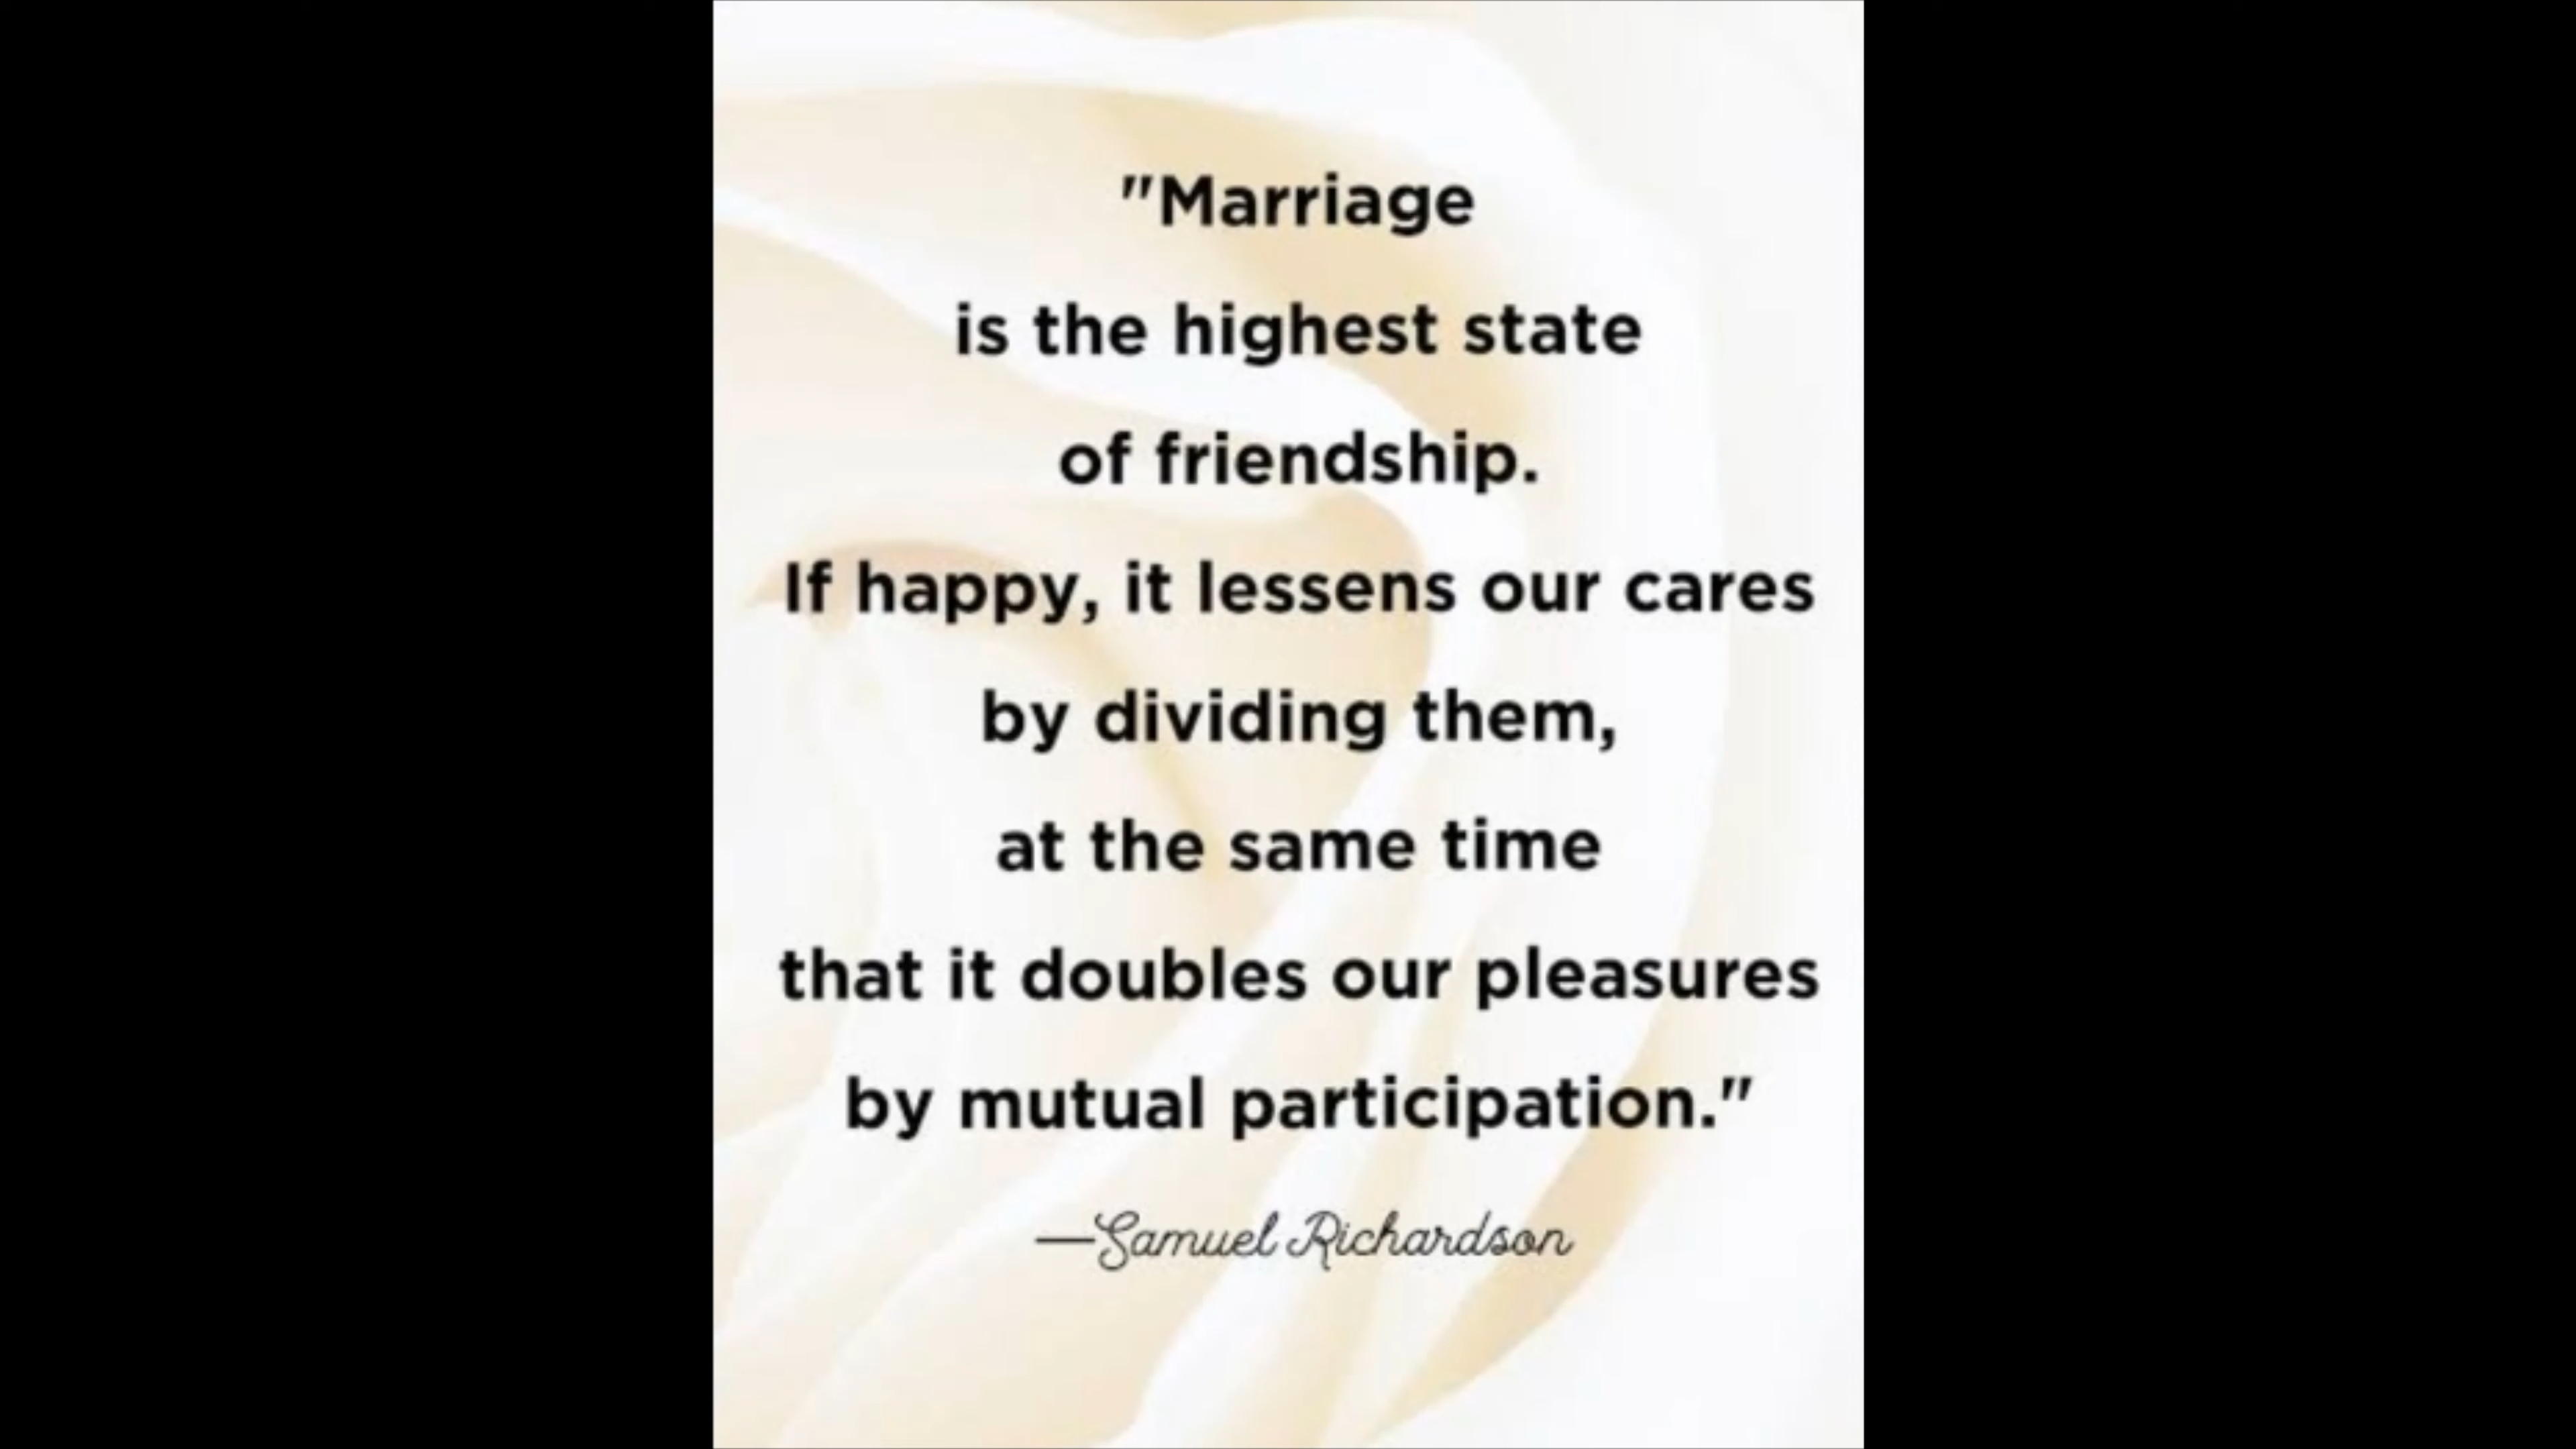 "Marriage
is the highest state
of friendship.
If happy, it lessens our cares
by dividing them,
at the same time
that it doubles our pleasures
by mutual participation."
—Samuel Richardson